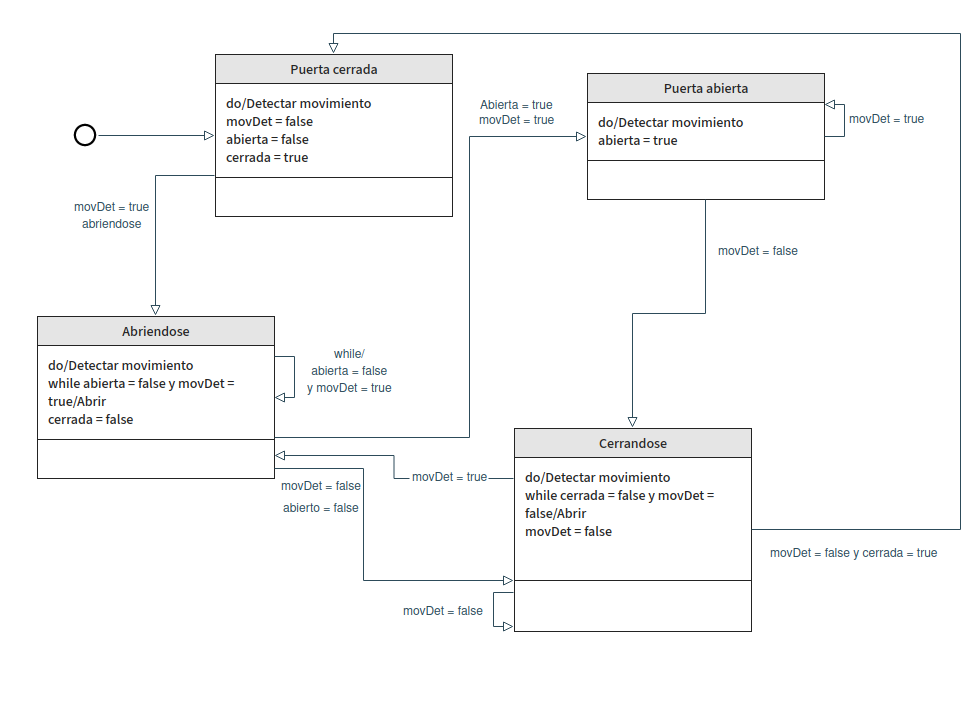 Puerta cerrada
do/Detectar movimiento
movDet = false
abierta = false
cerrada = true
Puerta abierta
do/Detectar movimiento
abierta = true
Abierta = true
movDet = true
movDet = true
movDet = true
abriendose
movDet = false
Abriendose
do/Detectar movimiento
while abierta = false y movDet =
true/Abrir
cerrada = false
while/
abierta = false
y movDet = true
Cerrandose
do/Detectar movimiento
while cerrada = false y movDet =
false/Abrir
movDet = false
movDet = true
movDet = false
abierto = false
movDet = false y cerrada = true
movDet = false